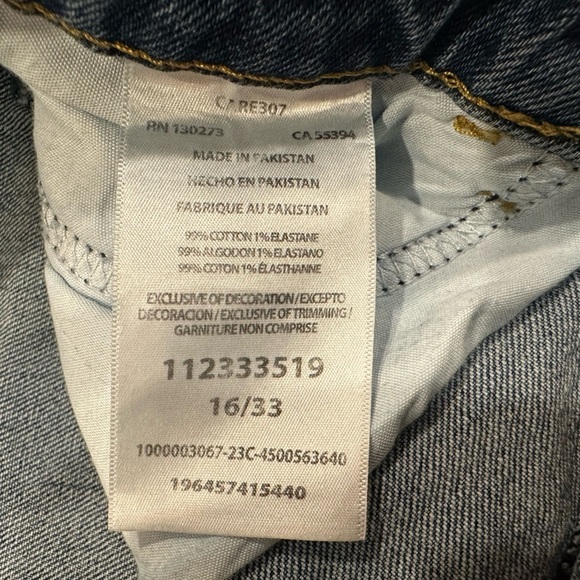 CARE307
RN 130273 CA 55394
MADE IN PAKISTAN
HECHO EN PAKISTAN
FABRIQUE AU PAKISTAN
99% COTTON 1% ELASTANE
99% ALGODON 1% ELASTANO
99% COTON 1% ÉLASTHANNE
EXCLUSIVE OF DECORATION/EXCEPTO
DECORACION/EXCLUSIVE OF TRIMMING/
GARNITURE NON COMPRISE
112333519
16/33
1000003067-23C-4500563640
196457415440